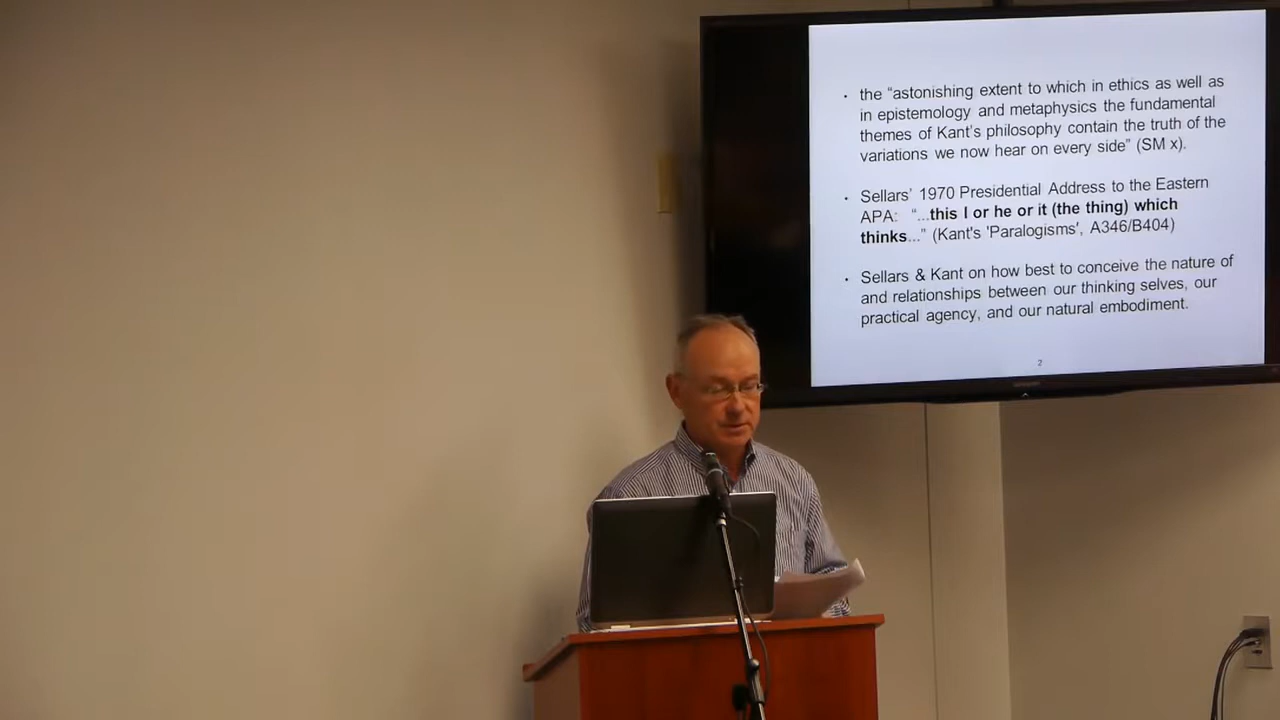 · the “astonishing extent to which in ethics as well as
in epistemology and metaphysics the fundamental
themes of Kant’s philosophy contain the truth of the
variations we now hear on every side” (SM x).
· Sellars’ 1970 Presidential Address to the Eastern
APA: “...this I or he or it (the thing) which
thinks...” (Kant's 'Paralogisms', A346/B404)
· Sellars & Kant on how best to conceive the nature of
and relationships between our thinking selves, our
practical agency, and our natural embodiment.
2